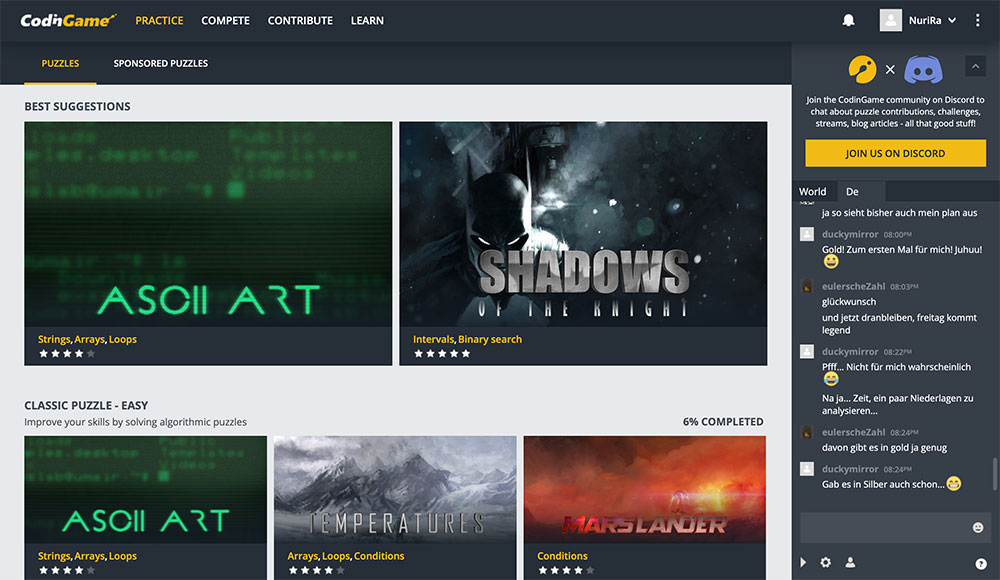 CodinGame
PRACTICE
COMPETE
CONTRIBUTE
LEARN
NuriRa
PUZZLES
SPONSORED PUZZLES
BEST SUGGESTIONS
Public
Templates
Videos
ASCII ART
Strings, Arrays, Loops
SHADOWS
OF THE KNIGHT
Intervals, Binary search
CLASSIC PUZZLE - EASY
Improve your skills by solving algorithmic puzzles
6% COMPLETED
Public
Templates
Videos
ASCII ART
Strings, Arrays, Loops
TEMPERATURES
Arrays, Loops, Conditions
MARS LANDER
Conditions
Join the CodinGame community on Discord to
chat about puzzle contributions, challenges,
streams, blog articles - all that good stuff!
JOIN US ON DISCORD
World
De
ja so sieht bisher auch mein plan aus
duckymirror 08:00PM
Gold! Zum ersten Mal für mich! Juhuu!
😀
eulerscheZahl 08:03PM
glückwunsch
und jetzt dranbleiben, freitag kommt
legend
duckymirror 08:22PM
Pfff... Nicht für mich wahrscheinlich
😂
Na ja... Zeit, ein paar Niederlagen zu
analysieren...
eulerscheZahl 08:24PM
davon gibt es in gold ja genug
duckymirror 08:24PM
Gab es in Silber auch schon... 😁